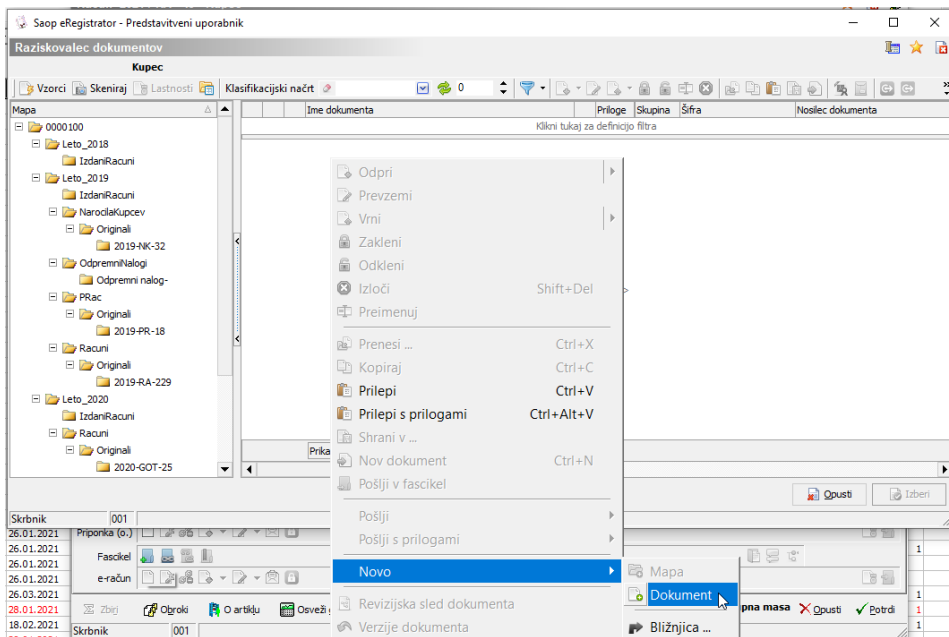 Saop eRegistrator - Predstavitveni uporabnik
Raziskovalec dokumentov
Kupec
Vzorci Skeniraj Lastnosti Klasifikacijski načrt 0
Mapa Ime dokumenta Priloge Skupina Šifra Nosilec dokumenta
Klikni tukaj za definicijo filtra
0000100
Leto_2018
IzdaniRacuni
Leto_2019
IzdaniRacuni
NarocilaKupcev
Originali
2019-NK-32
OdpremniNalogi
Odpremni nalog-
PRac
Originali
2019-PR-18
Racuni
Originali
2019-RA-229
Leto_2020
IzdaniRacuni
Racuni
Originali
2020-GOT-25
Prika
Odpri
Prevzemi
Vrni
Zakleni
Odkleni
Izloči Shift+Del
Preimenuj
Prenesi ... Ctrl+X
Kopiraj Ctrl+C
Prilepi Ctrl+V
Prilepi s prilogami Ctrl+Alt+V
Shrani v ...
Nov dokument Ctrl+N
Pošlji v fascikel
Pošlji
Pošlji s prilogami
Novo
Revizijska sled dokumenta
Verzije dokumenta
Mapa
Dokument
Bližnjica ...
Opusti Izberi
Skrbnik 001
26.01.2021 Priponka (o.)
26.01.2021 1
26.01.2021 Fascikel
26.01.2021 e-račun
26.03.2021 1
28.01.2021 Zbiri Obroki O artiklu Osveži pna masa Opusti Potrdi 1
18.02.2021 Skrbnik 001 1